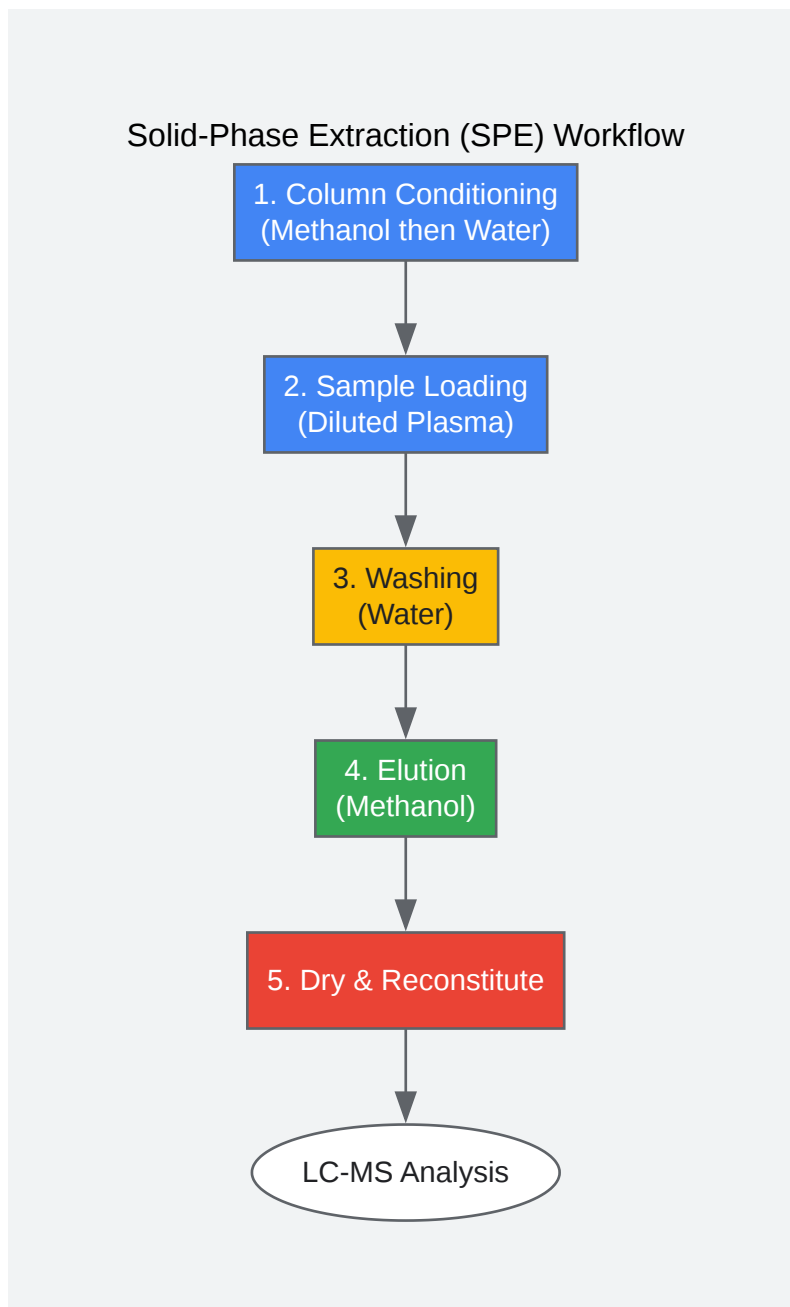 Solid-Phase Extraction (SPE) Workflow
1. Column Conditioning
(Methanol then Water)
2. Sample Loading
(Diluted Plasma)
3. Washing
(Water)
4. Elution
(Methanol)
5. Dry & Reconstitute
LC-MS Analysis